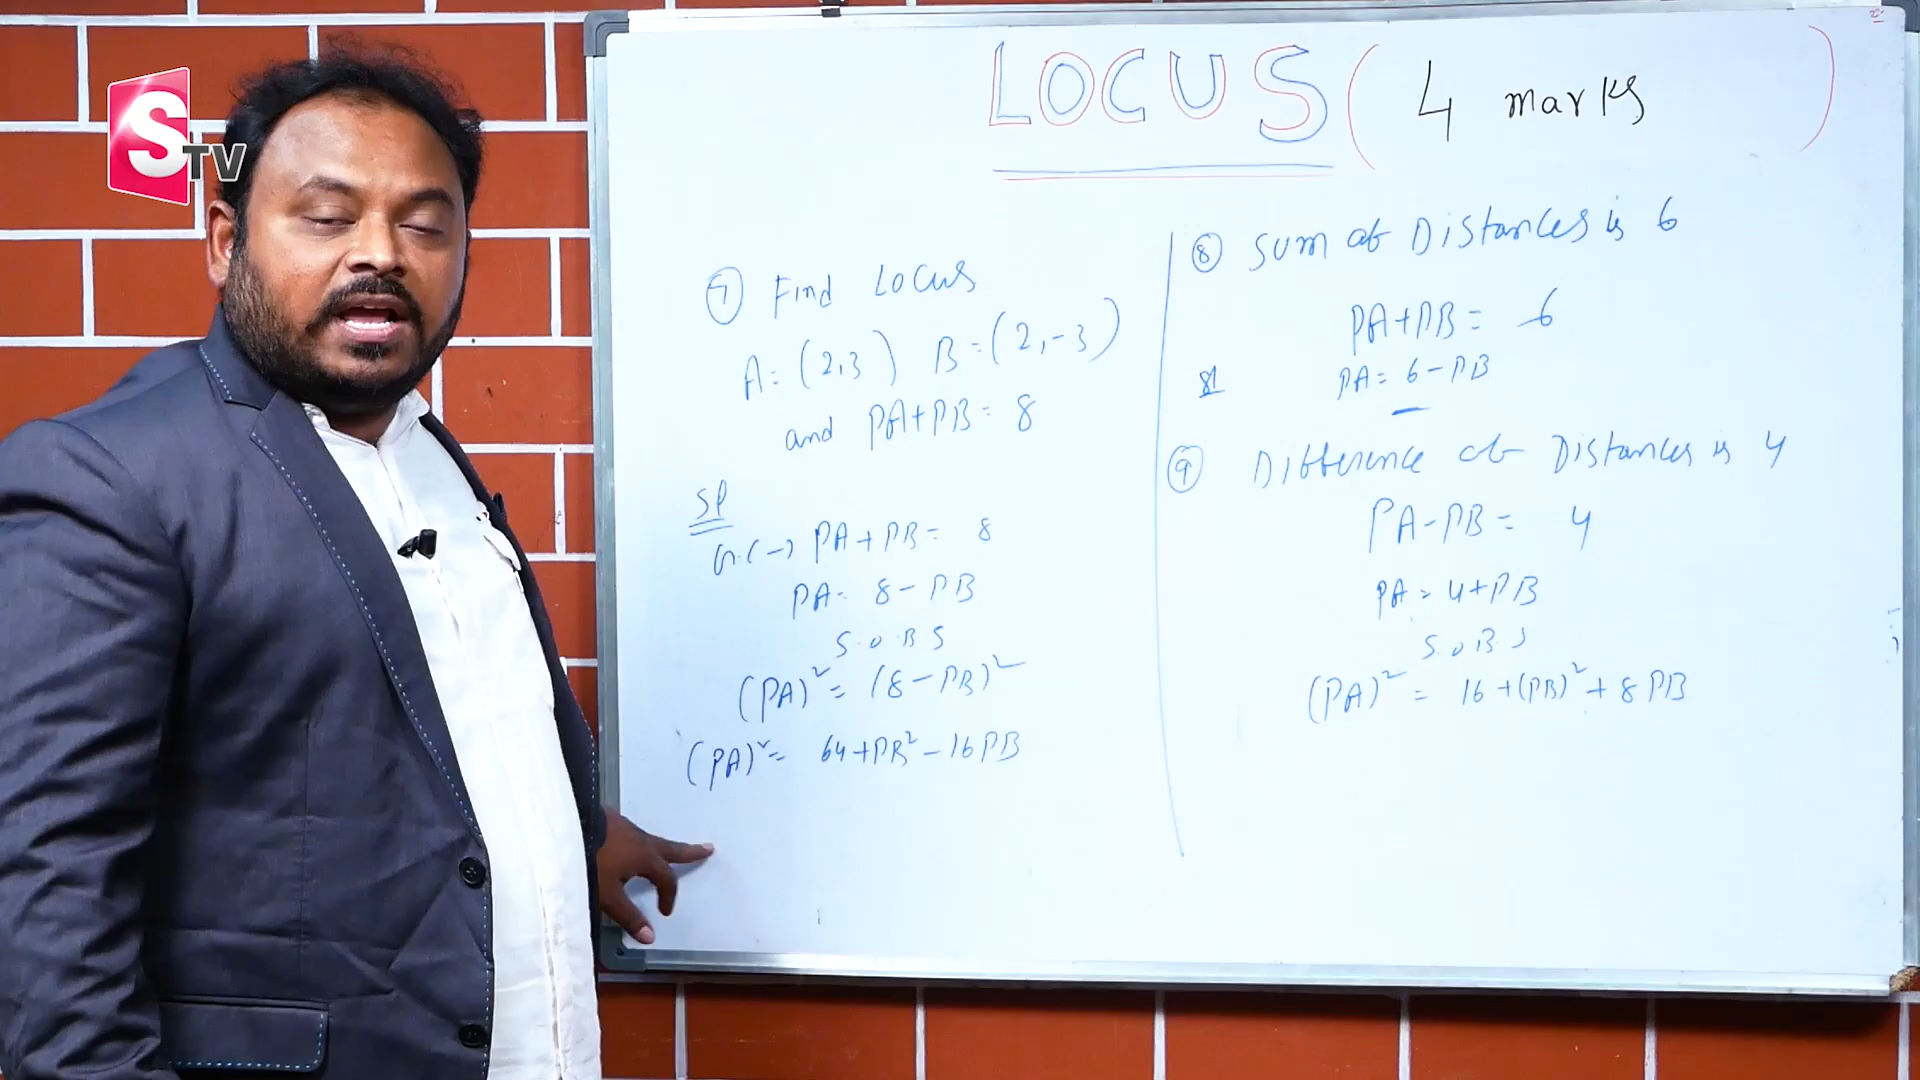 STV
LOCUS ( 4 marks )
⑦ Find Locus
A = (2,3) B = (2,-3)
and PA+PB = 8
G.C → PA+PB = 8
PA = 8 - PB
S.O.B.S
(PA)² = (8-PB)²
(PA)² = 64+PB²-16PB
⑧ Sum of Distances is 6
PA+PB = 6
PA = 6-PB
⑨ Difference of Distances is 4
PA-PB = 4
PA = 4+PB
S.O.B.S
(PA)² = 16+(PB)²+8PB